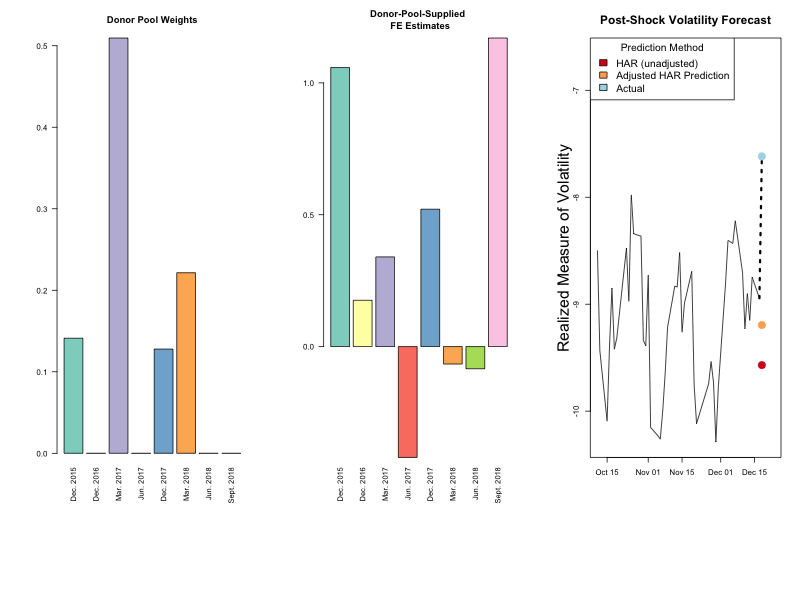 Donor Pool Weights
0.5
0.4
0.3
0.2
0.1
0.0
Dec. 2015
Dec. 2016
Mar. 2017
Jun. 2017
Dec. 2017
Mar. 2018
Jun. 2018
Sept. 2018
Donor-Pool-Supplied
FE Estimates
1.0
0.5
0.0
Dec. 2015
Dec. 2016
Mar. 2017
Jun. 2017
Dec. 2017
Mar. 2018
Jun. 2018
Sept. 2018
Post-Shock Volatility Forecast
Prediction Method
HAR (unadjusted)
Adjusted HAR Prediction
Actual
Realized Measure of Volatility
-7
-8
-9
-10
Oct 15
Nov 01
Nov 15
Dec 01
Dec 15